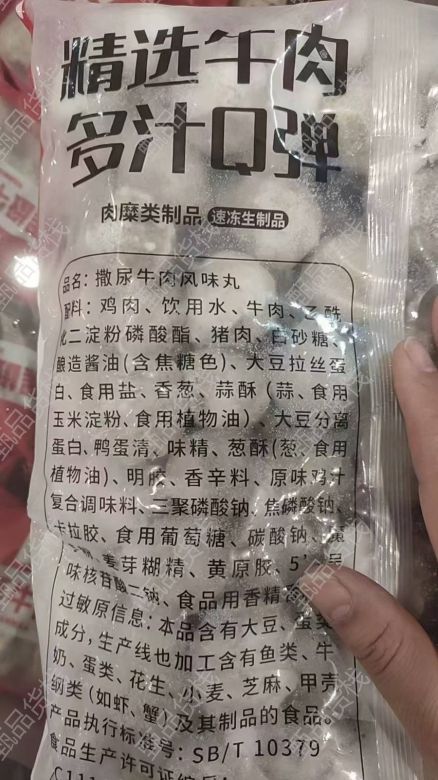 精选牛肉
多汁Q弹
肉糜类制品 速冻生制品
品名：撒尿牛肉风味丸
配料：鸡肉、饮用水、牛肉、乙酰
化二淀粉磷酸酯、猪肉、白砂糖、
酿造酱油(含焦糖色)、大豆拉丝蛋
白、食用盐、香葱、蒜酥（蒜、食用
玉米淀粉、食用植物油）、大豆分离
蛋白、鸭蛋清、味精、葱酥(葱、食用
植物油)、明胶、香辛料、原味鸡汁
复合调味料、三聚磷酸钠、焦磷酸钠、
卡拉胶、食用葡萄糖、碳酸钠、
麦芽糊精、黄原胶、5'
味核苷酸二钠、食品用香精
过敏原信息：本品含有大豆、蛋类
成分，生产线也加工含有鱼类、牛
奶、蛋类、花生、小麦、芝麻、甲壳
纲类（如虾、蟹）及其制品的食品。
产品执行标准号：SB/T 10379
食品生产许可证编号
甄品货栈